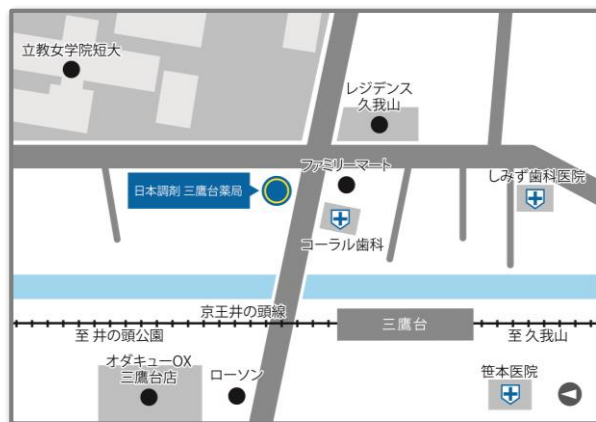 立教女学院短大
レジデンス
久我山
ファミリーマート
日本調剤 三鷹台薬局
しみず歯科医院
コーラル歯科
京王井の頭線
三鷹台
至 井の頭公園
至 久我山
オダキューOX
三鷹台店
ローソン
笹本医院